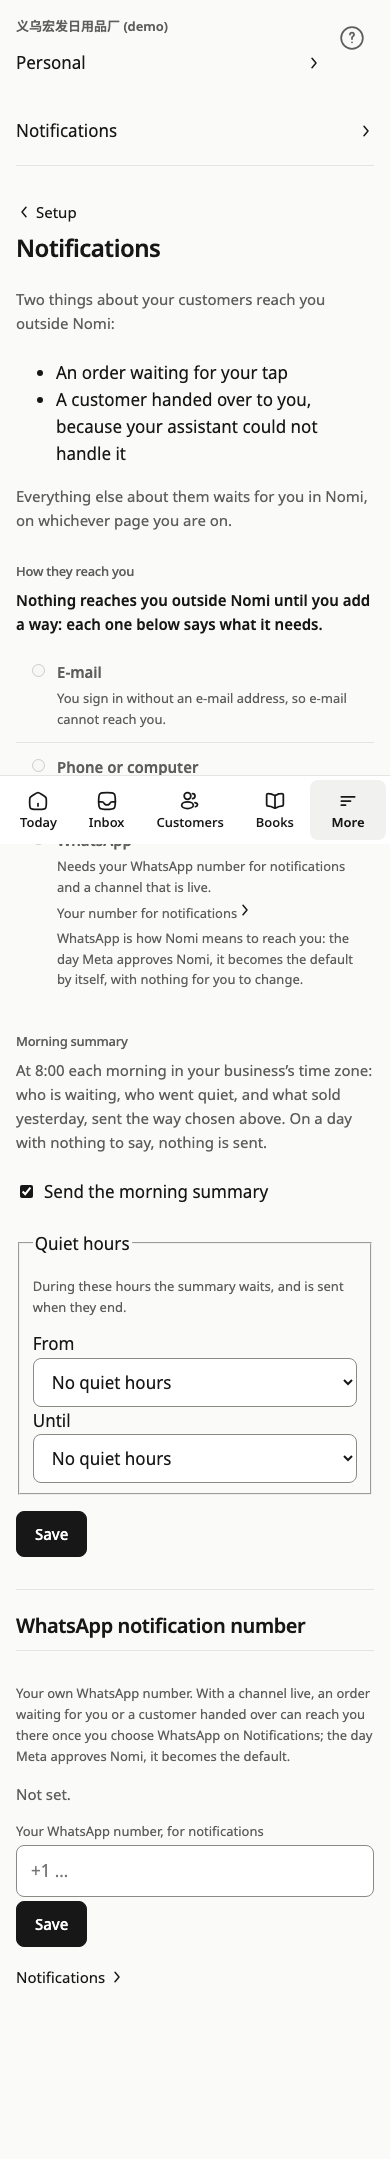 义乌宏发日用品厂 (demo)
Personal
Notifications
Setup
Notifications
Two things about your customers reach you
outside Nomi:
An order waiting for your tap
A customer handed over to you,
because your assistant could not
handle it
Everything else about them waits for you in Nomi,
on whichever page you are on.
How they reach you
Nothing reaches you outside Nomi until you add
a way: each one below says what it needs.
E-mail
You sign in without an e-mail address, so e-mail
cannot reach you.
Phone or computer
Today
Inbox
Customers
Books
More
WhatsApp
Needs your WhatsApp number for notifications
and a channel that is live.
Your number for notifications
WhatsApp is how Nomi means to reach you: the
day Meta approves Nomi, it becomes the default
by itself, with nothing for you to change.
Morning summary
At 8:00 each morning in your business’s time zone:
who is waiting, who went quiet, and what sold
yesterday, sent the way chosen above. On a day
with nothing to say, nothing is sent.
Send the morning summary
Quiet hours
During these hours the summary waits, and is sent
when they end.
From
No quiet hours
Until
No quiet hours
Save
WhatsApp notification number
Your own WhatsApp number. With a channel live, an order
waiting for you or a customer handed over can reach you
there once you choose WhatsApp on Notifications; the day
Meta approves Nomi, it becomes the default.
Not set.
Your WhatsApp number, for notifications
+1 ...
Save
Notifications